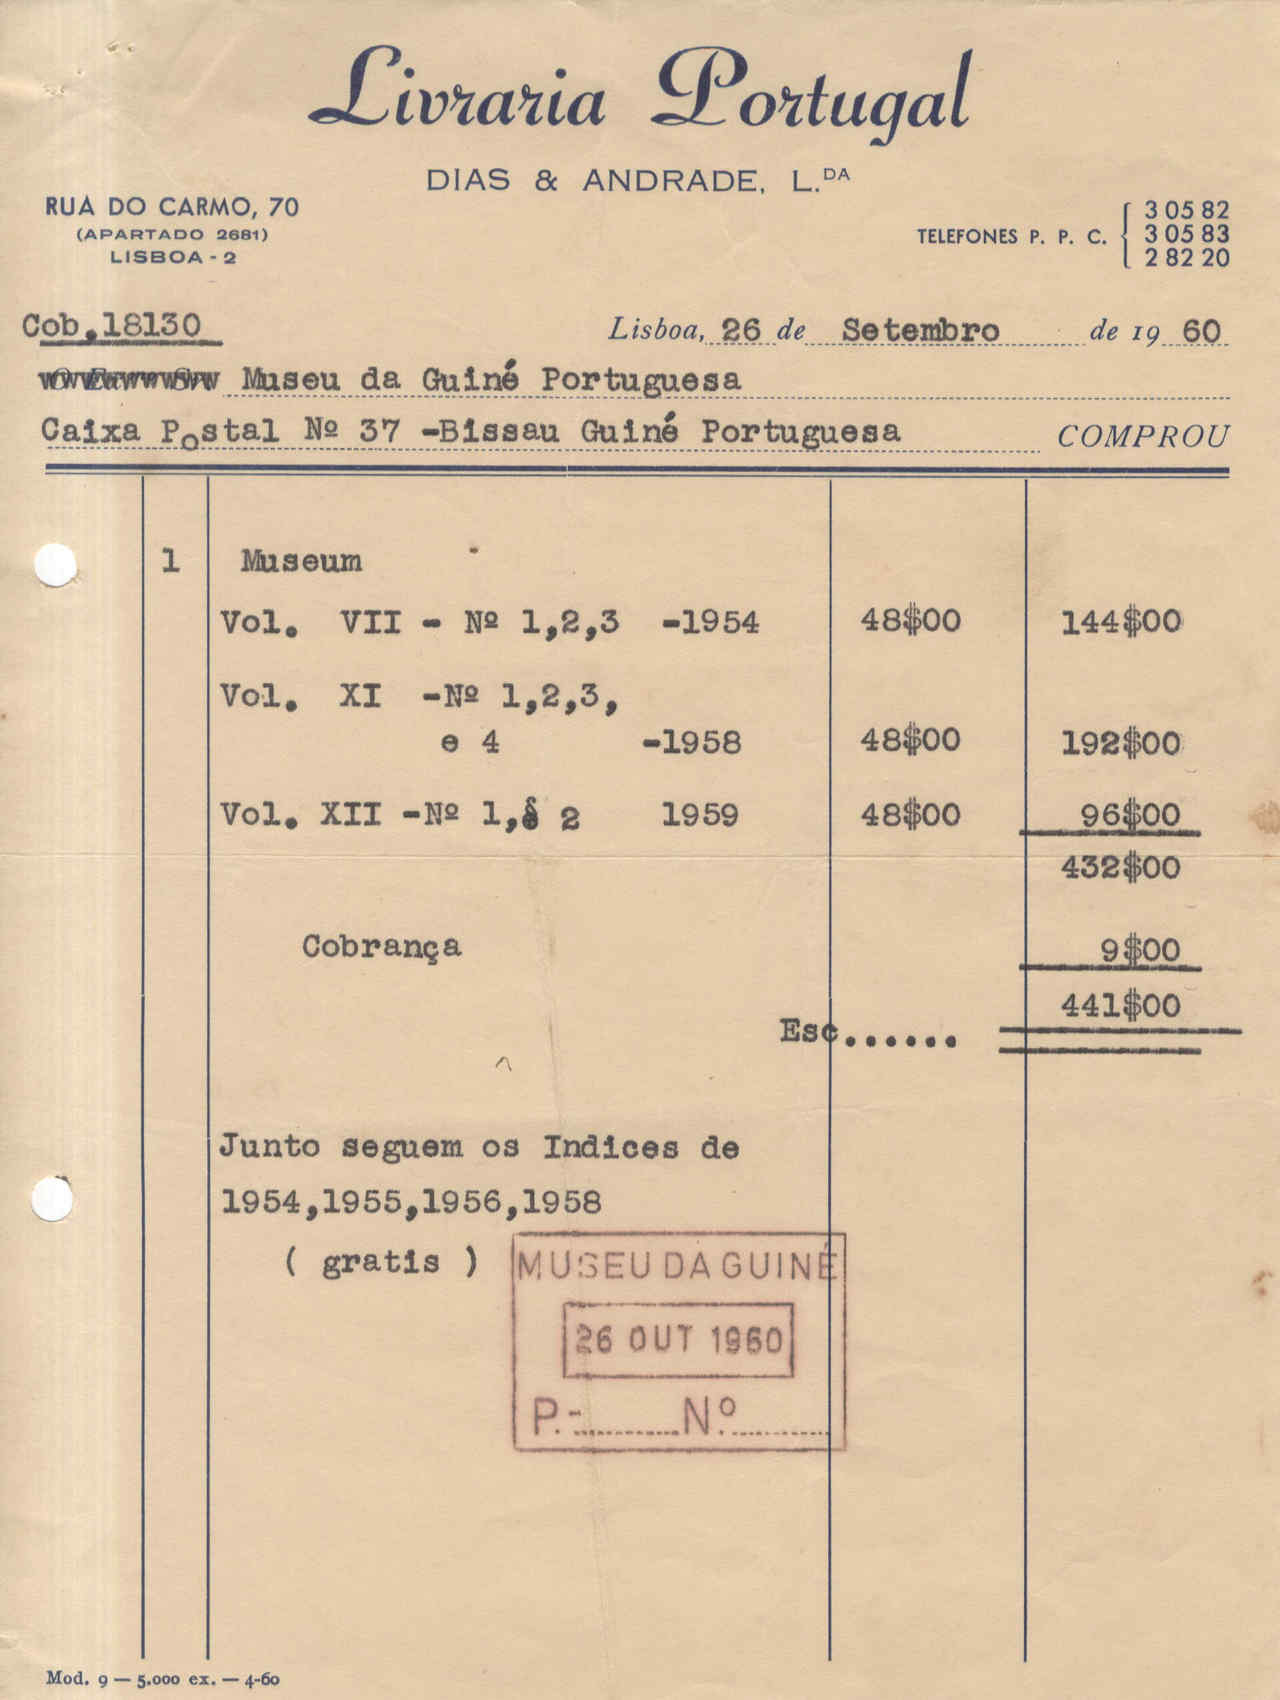 Livraria Portugal
DIAS & ANDRADE, L.DA
RUA DO CARMO, 70
(APARTADO 2681)
LISBOA - 2
TELEFONES P. P. C. { 3 05 82
3 05 83
2 82 20
Cob.18130
Lisboa, 26 de Setembro de 19 60
Museu da Guiné Portuguesa
Caixa Postal Nº 37 -Bissau Guiné Portuguesa COMPROU
1 Museum
Vol. VII - Nº 1,2,3 -1954 48$00 144$00
Vol. XI -Nº 1,2,3,
e 4 -1958 48$00 192$00
Vol. XII -Nº 1,e 2 1959 48$00 96$00
432$00
Cobrança 9$00
441$00
Esc......
Junto seguem os Indices de
1954,1955,1956,1958
( gratis )
MUSEU DA GUINÉ
26 OUT 1960
P.-..........Nº..........
Mod. 9 — 5.000 ex. — 4-60